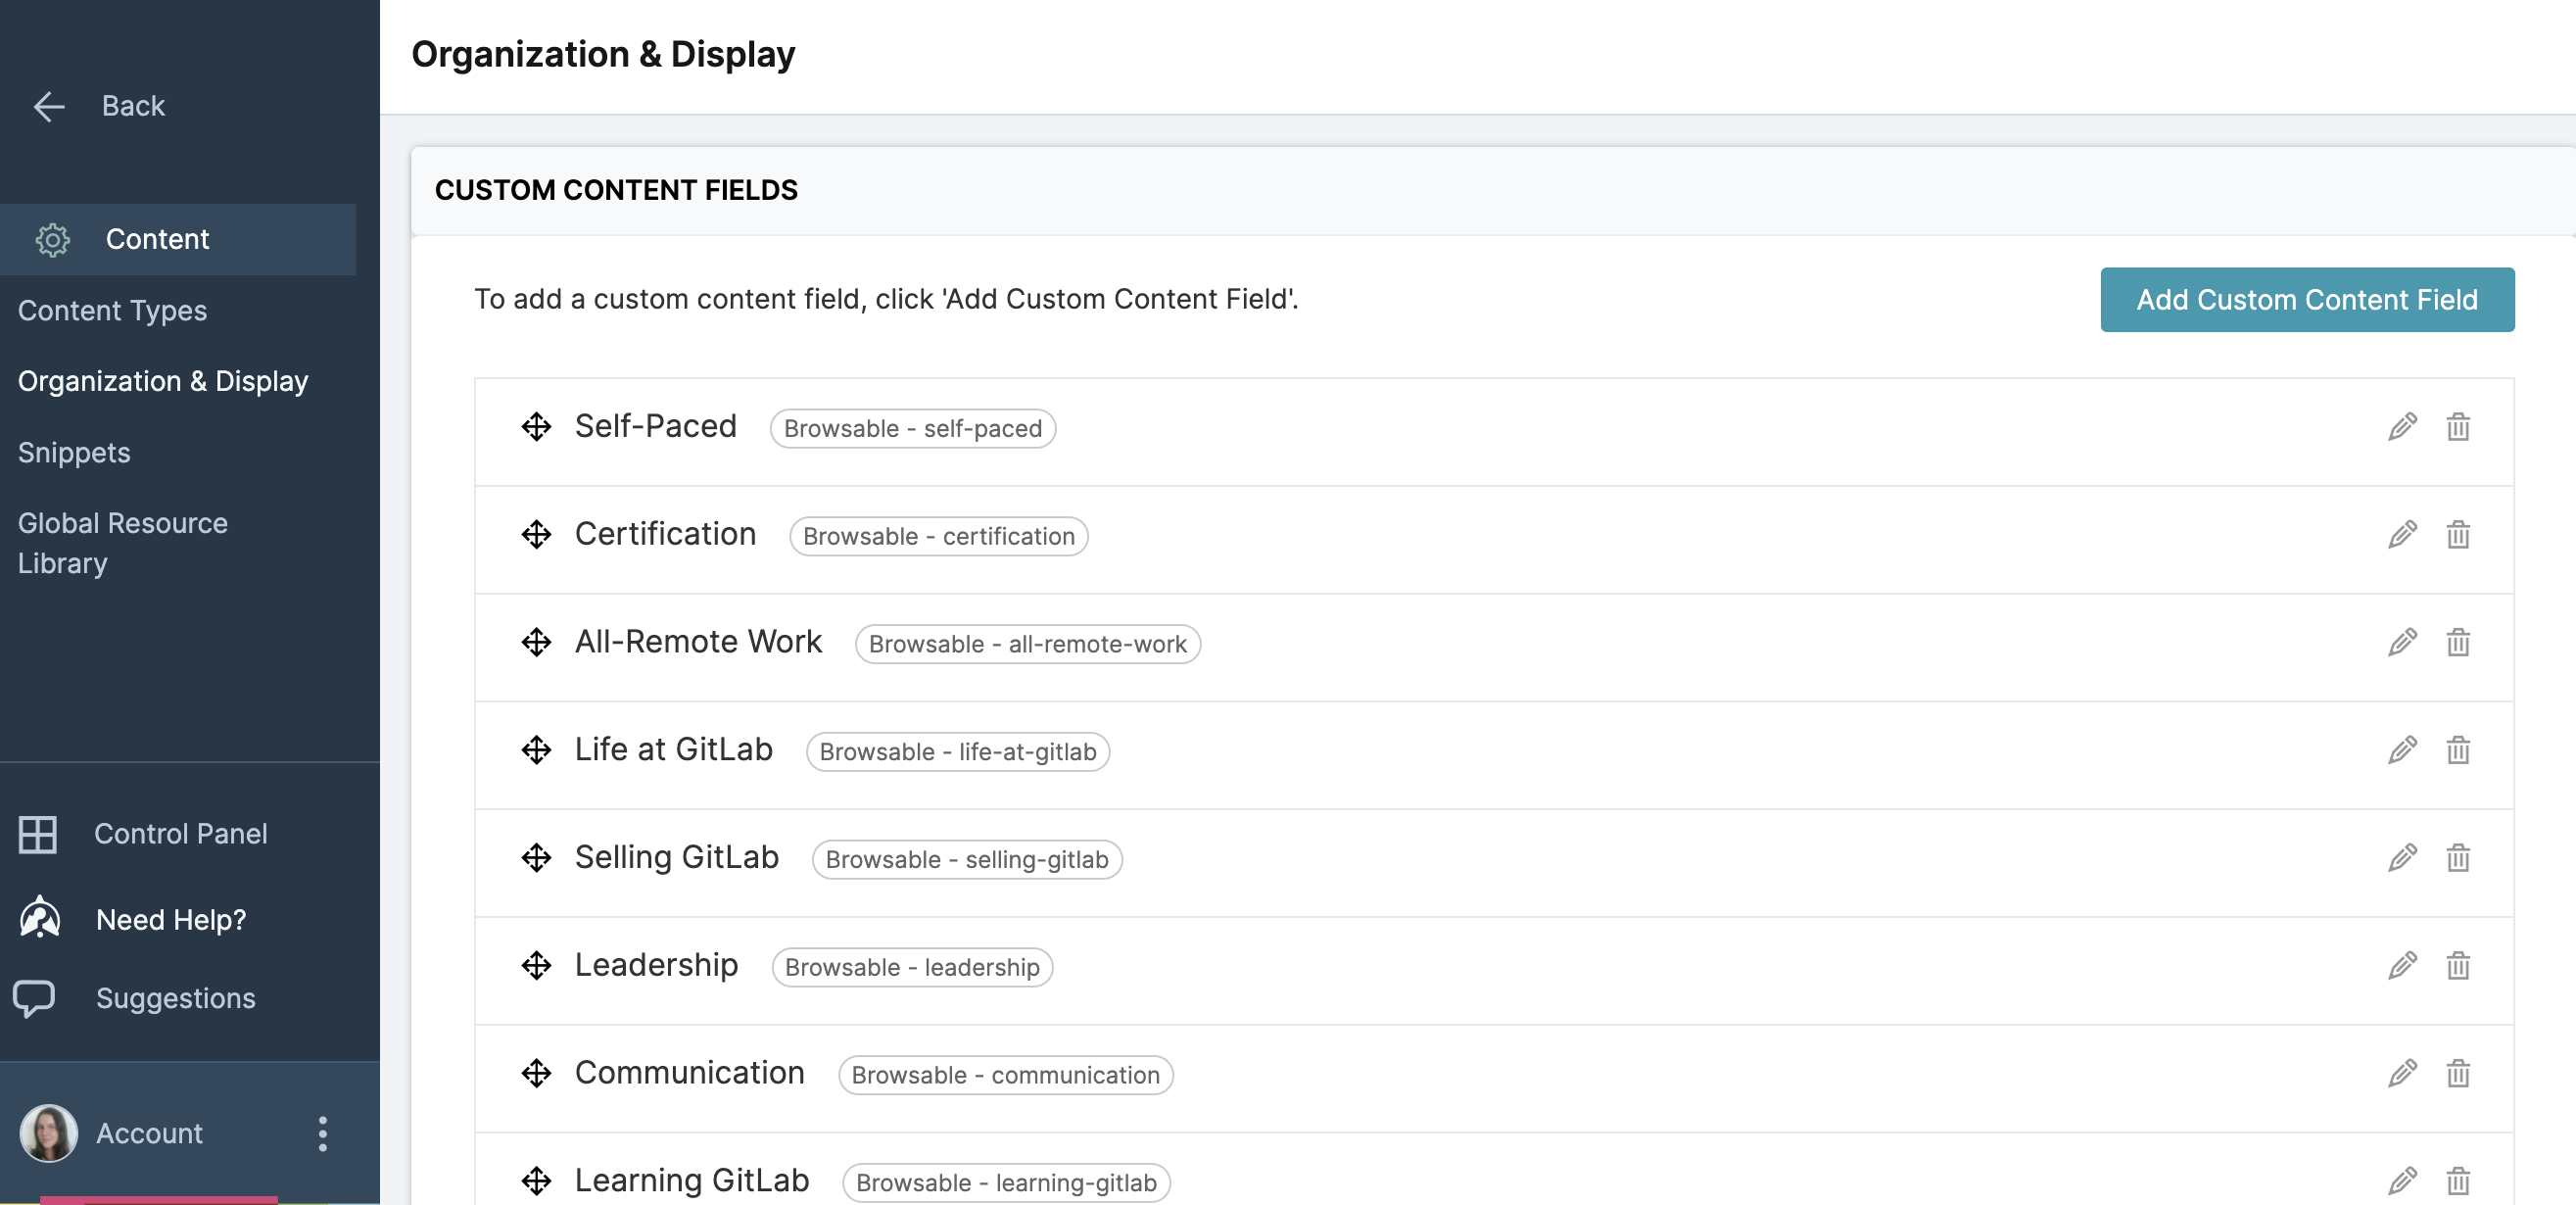 Back
Content
Content Types
Organization & Display
Snippets
Global Resource
Library
Control Panel
Need Help?
Suggestions
Account
Organization & Display
CUSTOM CONTENT FIELDS
To add a custom content field, click 'Add Custom Content Field'.
Add Custom Content Field
Self-Paced Browsable - self-paced
Certification Browsable - certification
All-Remote Work Browsable - all-remote-work
Life at GitLab Browsable - life-at-gitlab
Selling GitLab Browsable - selling-gitlab
Leadership Browsable - leadership
Communication Browsable - communication
Learning GitLab Browsable - learning-gitlab